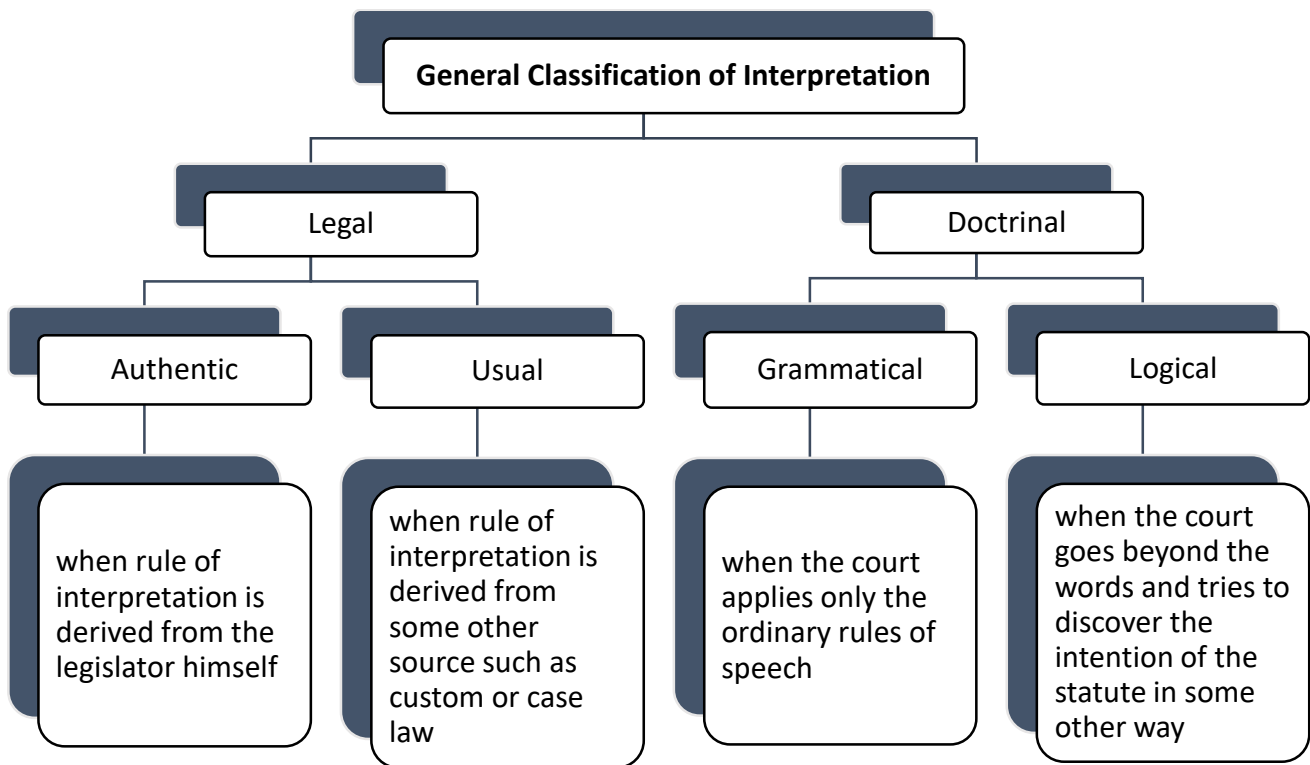 General Classification of Interpretation
Legal
Doctrinal
Authentic
Usual
Grammatical
Logical
when rule of
interpretation is
derived from the
legislator himself
when rule of
interpretation is
derived from
some other
source such as
custom or case
law
when the court
applies only the
ordinary rules of
speech
when the court
goes beyond the
words and tries to
discover the
intention of the
statute in some
other way